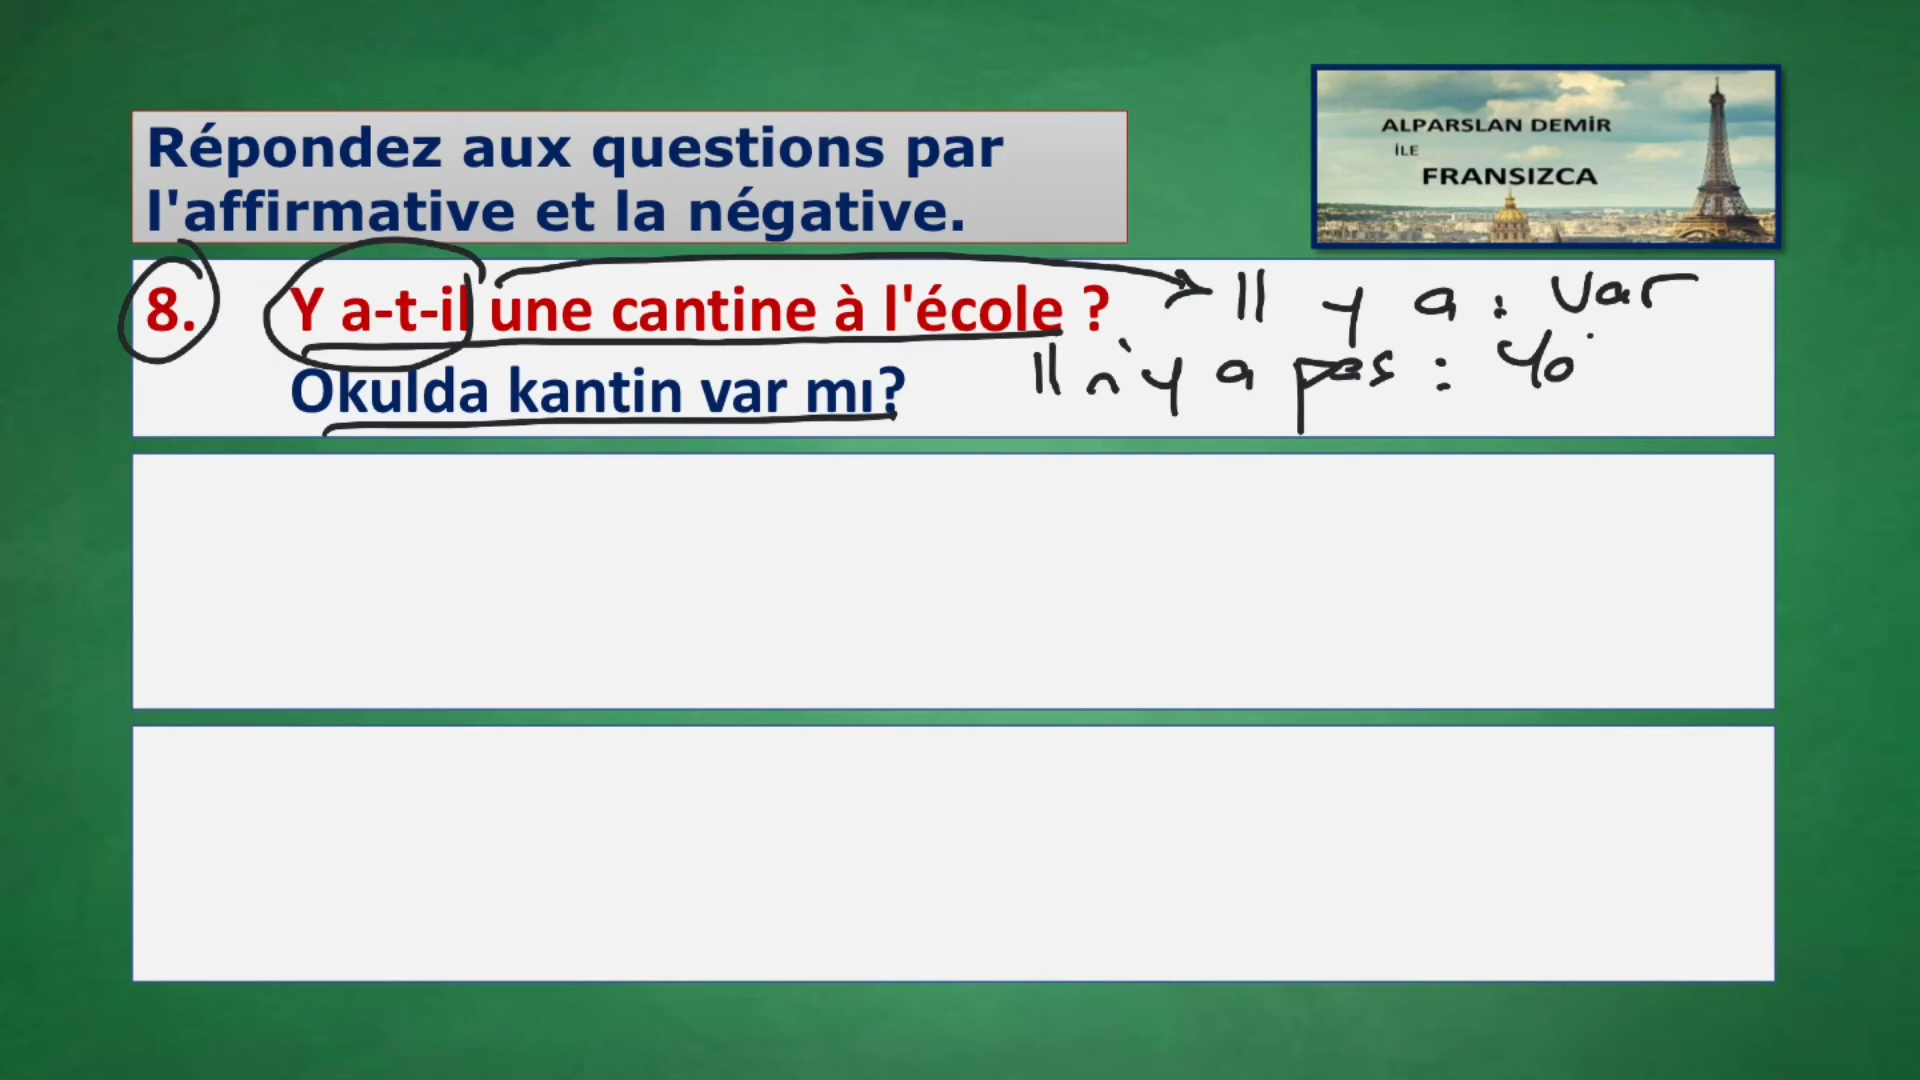 Répondez aux questions par
l'affirmative et la négative.
ALPARSLAN DEMİR
İLE
FRANSIZCA
8. Y a-t-il une cantine à l'école ?
Il y a : var
Okulda kantin var mı?
Il n'y a pas : yo